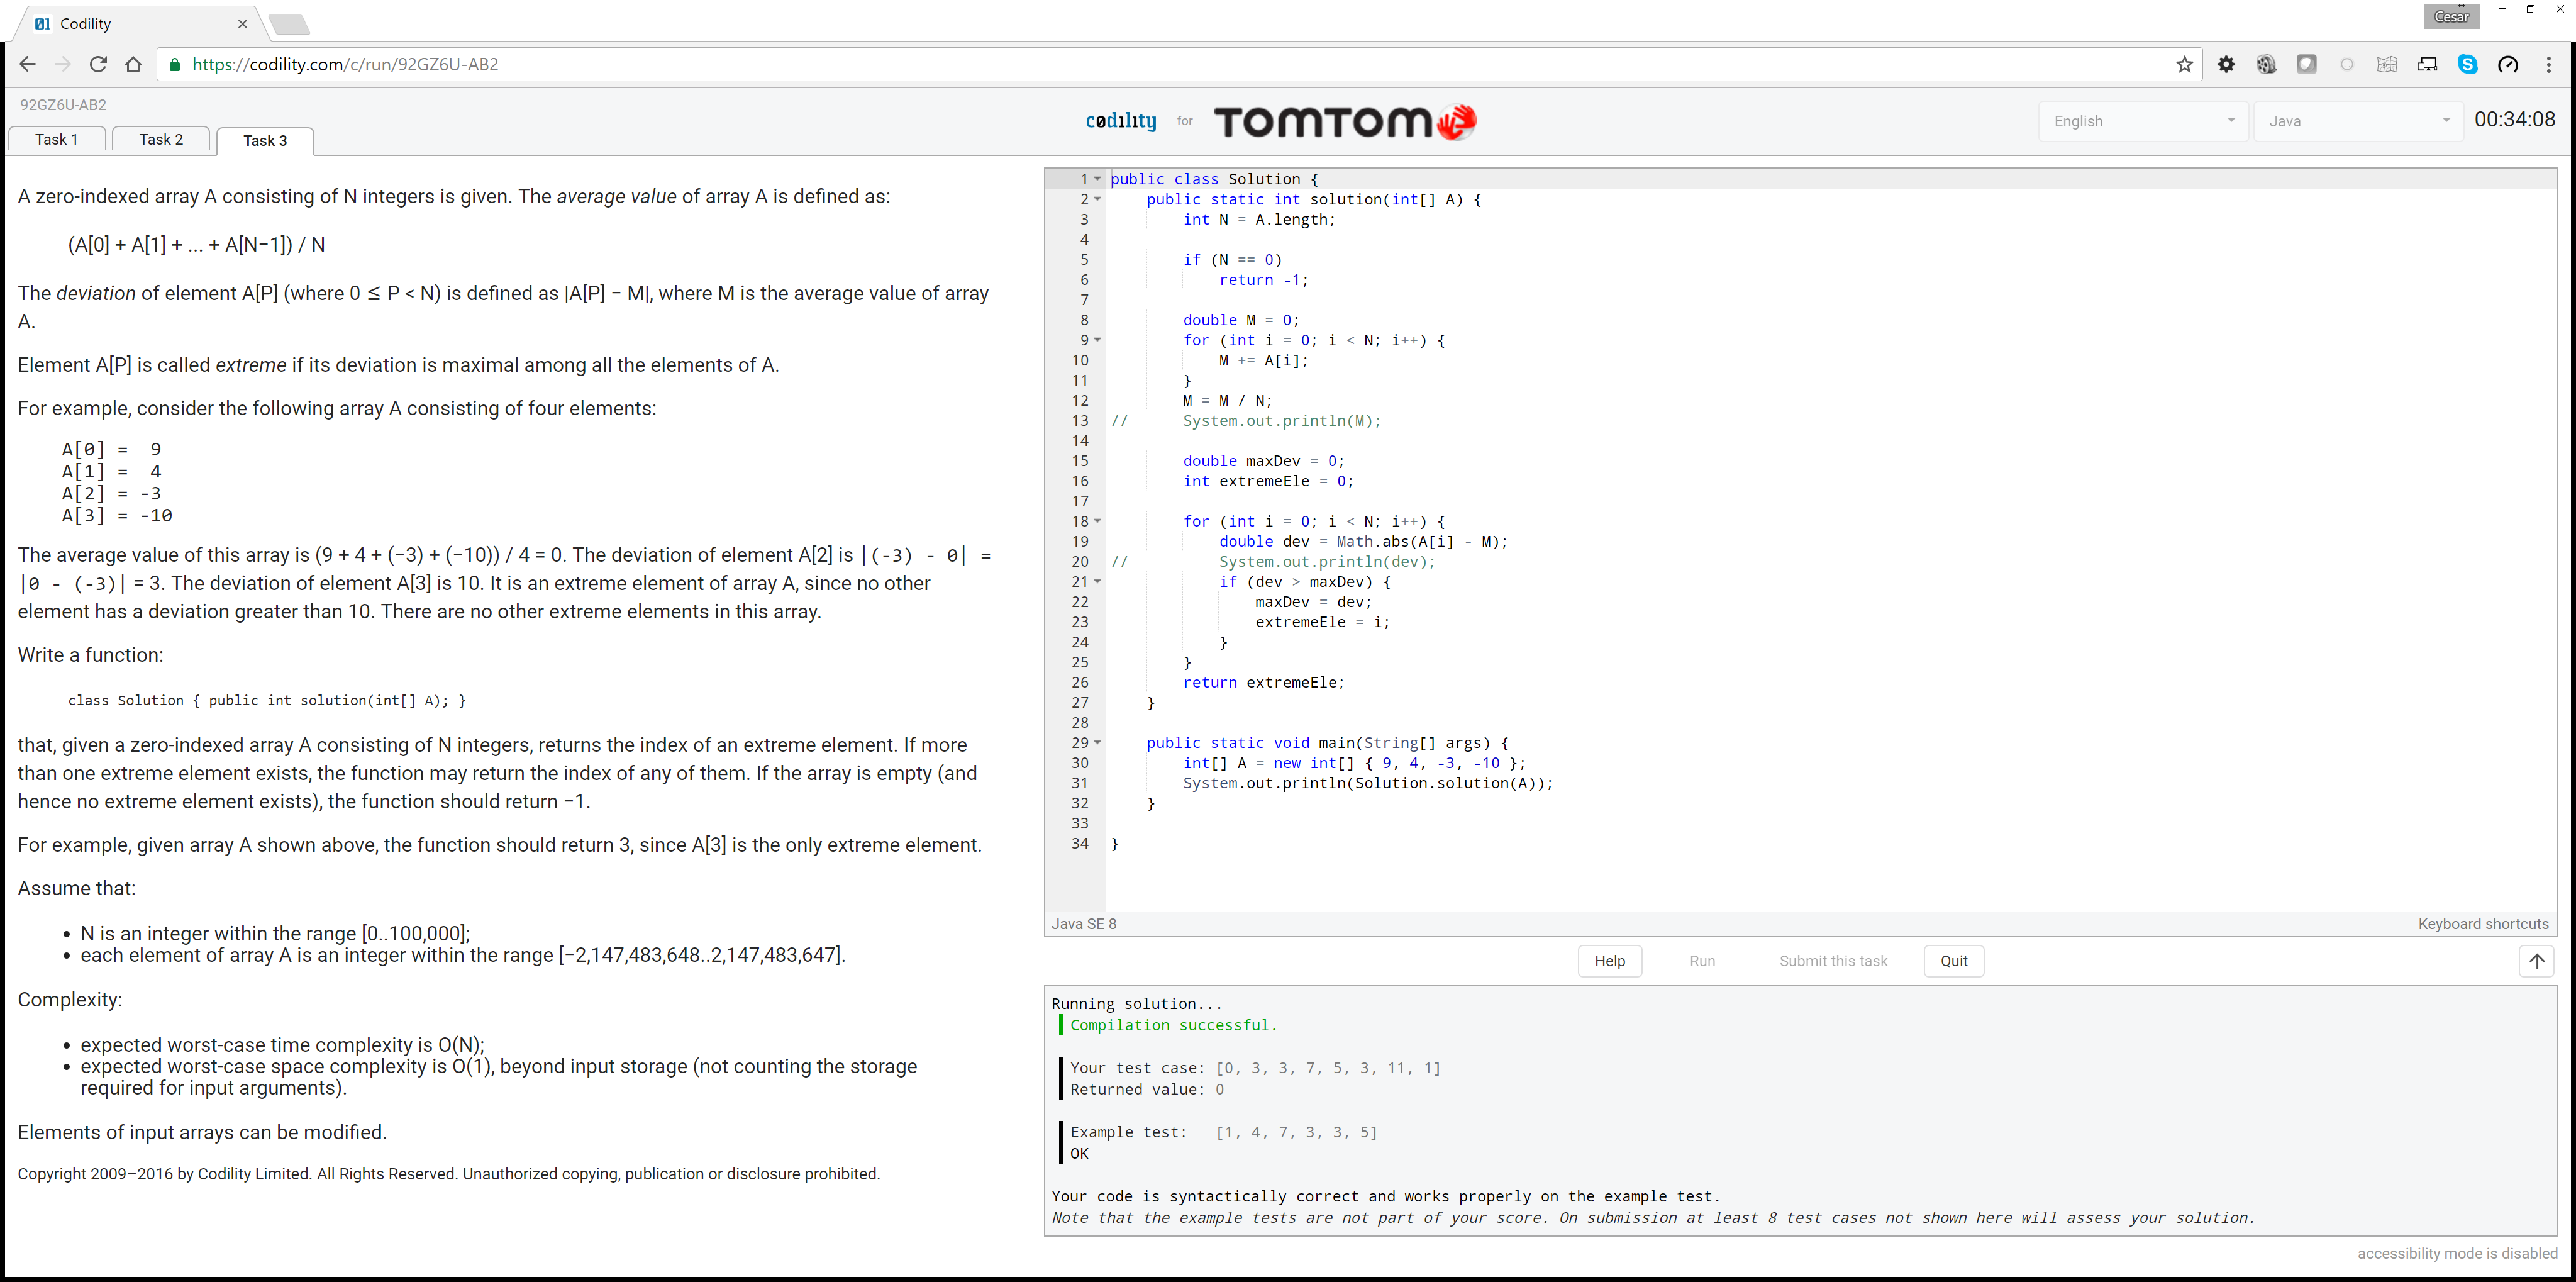 Codility
Cesar
https://codility.com/c/run/92GZ6U-AB2
92GZ6U-AB2
Task 1 Task 2 Task 3
codility for TOMTOM
English Java 00:34:08
A zero-indexed array A consisting of N integers is given. The average value of array A is defined as:
(A[0] + A[1] + ... + A[N−1]) / N
The deviation of element A[P] (where 0 ≤ P < N) is defined as |A[P] − M|, where M is the average value of array
A.
Element A[P] is called extreme if its deviation is maximal among all the elements of A.
For example, consider the following array A consisting of four elements:
A[0] =  9
A[1] =  4
A[2] = -3
A[3] = -10
The average value of this array is (9 + 4 + (−3) + (−10)) / 4 = 0. The deviation of element A[2] is |(-3) - 0| =
|0 - (-3)| = 3. The deviation of element A[3] is 10. It is an extreme element of array A, since no other
element has a deviation greater than 10. There are no other extreme elements in this array.
Write a function:
class Solution { public int solution(int[] A); }
that, given a zero-indexed array A consisting of N integers, returns the index of an extreme element. If more
than one extreme element exists, the function may return the index of any of them. If the array is empty (and
hence no extreme element exists), the function should return −1.
For example, given array A shown above, the function should return 3, since A[3] is the only extreme element.
Assume that:
• N is an integer within the range [0..100,000];
• each element of array A is an integer within the range [−2,147,483,648..2,147,483,647].
Complexity:
• expected worst-case time complexity is O(N);
• expected worst-case space complexity is O(1), beyond input storage (not counting the storage
required for input arguments).
Elements of input arrays can be modified.
Copyright 2009–2016 by Codility Limited. All Rights Reserved. Unauthorized copying, publication or disclosure prohibited.
1 public class Solution {
2     public static int solution(int[] A) {
3         int N = A.length;
4
5         if (N == 0)
6             return -1;
7
8         double M = 0;
9         for (int i = 0; i < N; i++) {
10             M += A[i];
11         }
12         M = M / N;
13 //      System.out.println(M);
14
15         double maxDev = 0;
16         int extremeEle = 0;
17
18         for (int i = 0; i < N; i++) {
19             double dev = Math.abs(A[i] - M);
20 //          System.out.println(dev);
21             if (dev > maxDev) {
22                 maxDev = dev;
23                 extremeEle = i;
24             }
25         }
26         return extremeEle;
27     }
28
29     public static void main(String[] args) {
30         int[] A = new int[] { 9, 4, -3, -10 };
31         System.out.println(Solution.solution(A));
32     }
33
34 }
Java SE 8 Keyboard shortcuts
Help Run Submit this task Quit
Running solution...
Compilation successful.
Your test case: [0, 3, 3, 7, 5, 3, 11, 1]
Returned value: 0
Example test:   [1, 4, 7, 3, 3, 5]
OK
Your code is syntactically correct and works properly on the example test.
Note that the example tests are not part of your score. On submission at least 8 test cases not shown here will assess your solution.
accessibility mode is disabled